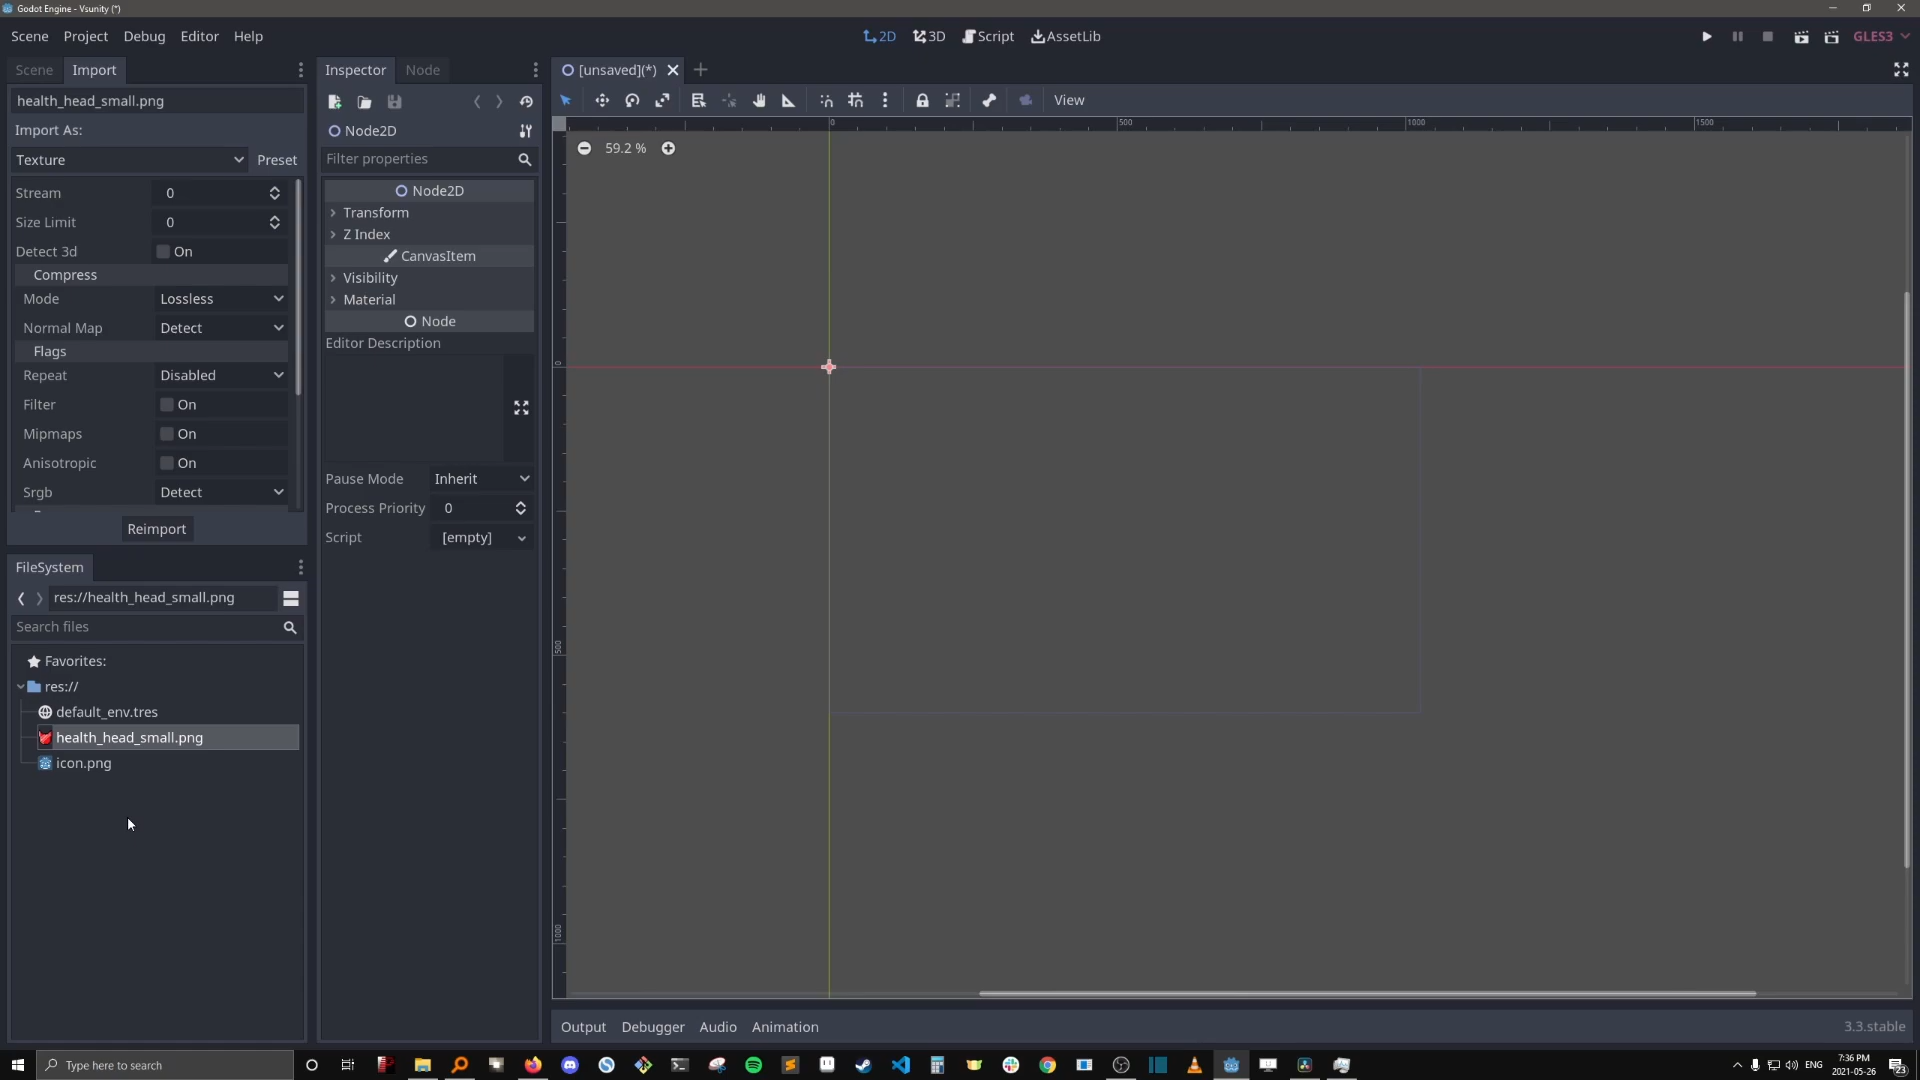 Godot Engine - Vsunity (*)
Scene Project Debug Editor Help
2D 3D Script AssetLib
GLES3
Scene Import
Inspector Node
[unsaved](*)
health_head_small.png
View
Import As:
Node2D
Texture Preset
Filter properties
59.2 %
0 500 1000 1500
0
500
1000
Stream 0
Size Limit 0
Detect 3d On
Compress
Mode Lossless
Normal Map Detect
Flags
Repeat Disabled
Filter On
Mipmaps On
Anisotropic On
Srgb Detect
Reimport
Node2D
Transform
Z Index
CanvasItem
Visibility
Material
Node
Editor Description
Pause Mode Inherit
Process Priority 0
Script [empty]
FileSystem
res://health_head_small.png
Search files
Favorites:
res://
default_env.tres
health_head_small.png
icon.png
Output Debugger Audio Animation
3.3.stable
Type here to search
ENG
7:36 PM
2021-05-26
23